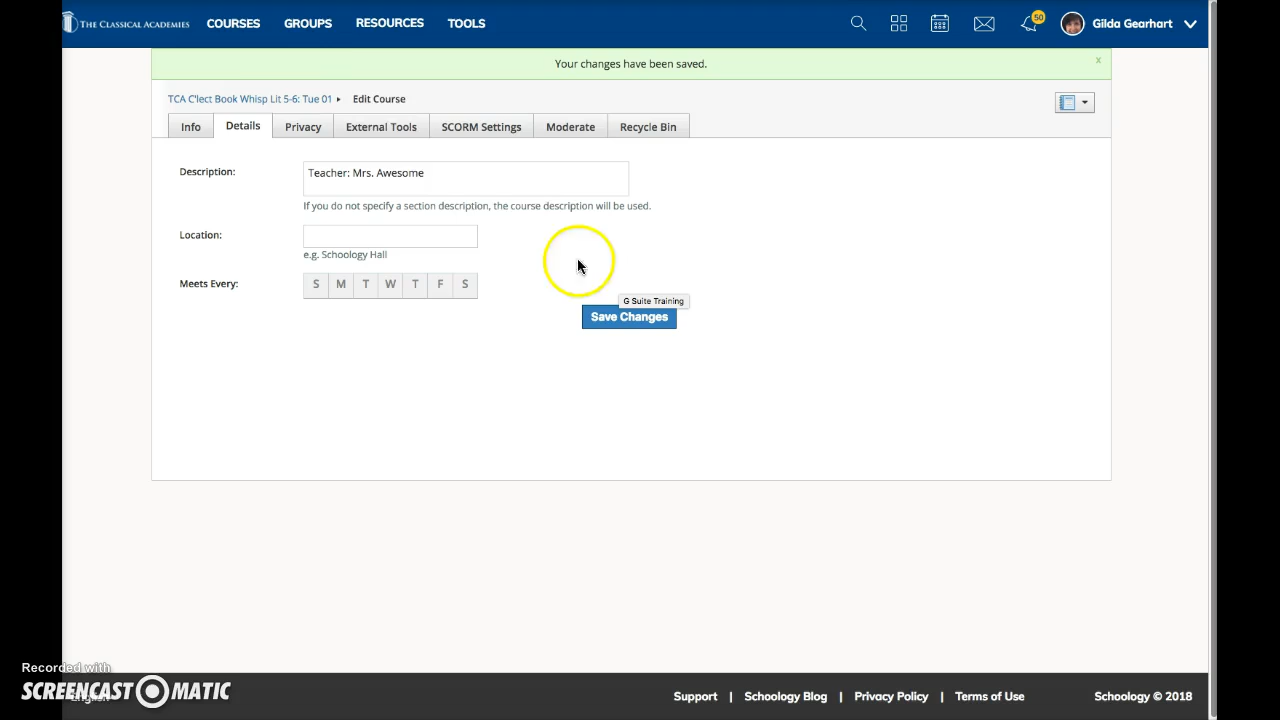 THE CLASSICAL ACADEMIES COURSES GROUPS RESOURCES TOOLS 50 Gilda Gearhart
Your changes have been saved. x
TCA C'lect Book Whisp Lit 5-6: Tue 01 ▸ Edit Course
Info Details Privacy External Tools SCORM Settings Moderate Recycle Bin
Description: Teacher: Mrs. Awesome
If you do not specify a section description, the course description will be used.
Location:
e.g. Schoology Hall
Meets Every: S M T W T F S
G Suite Training
Save Changes
Recorded with
SCREENCAST O MATIC
English
Support | Schoology Blog | Privacy Policy | Terms of Use Schoology © 2018